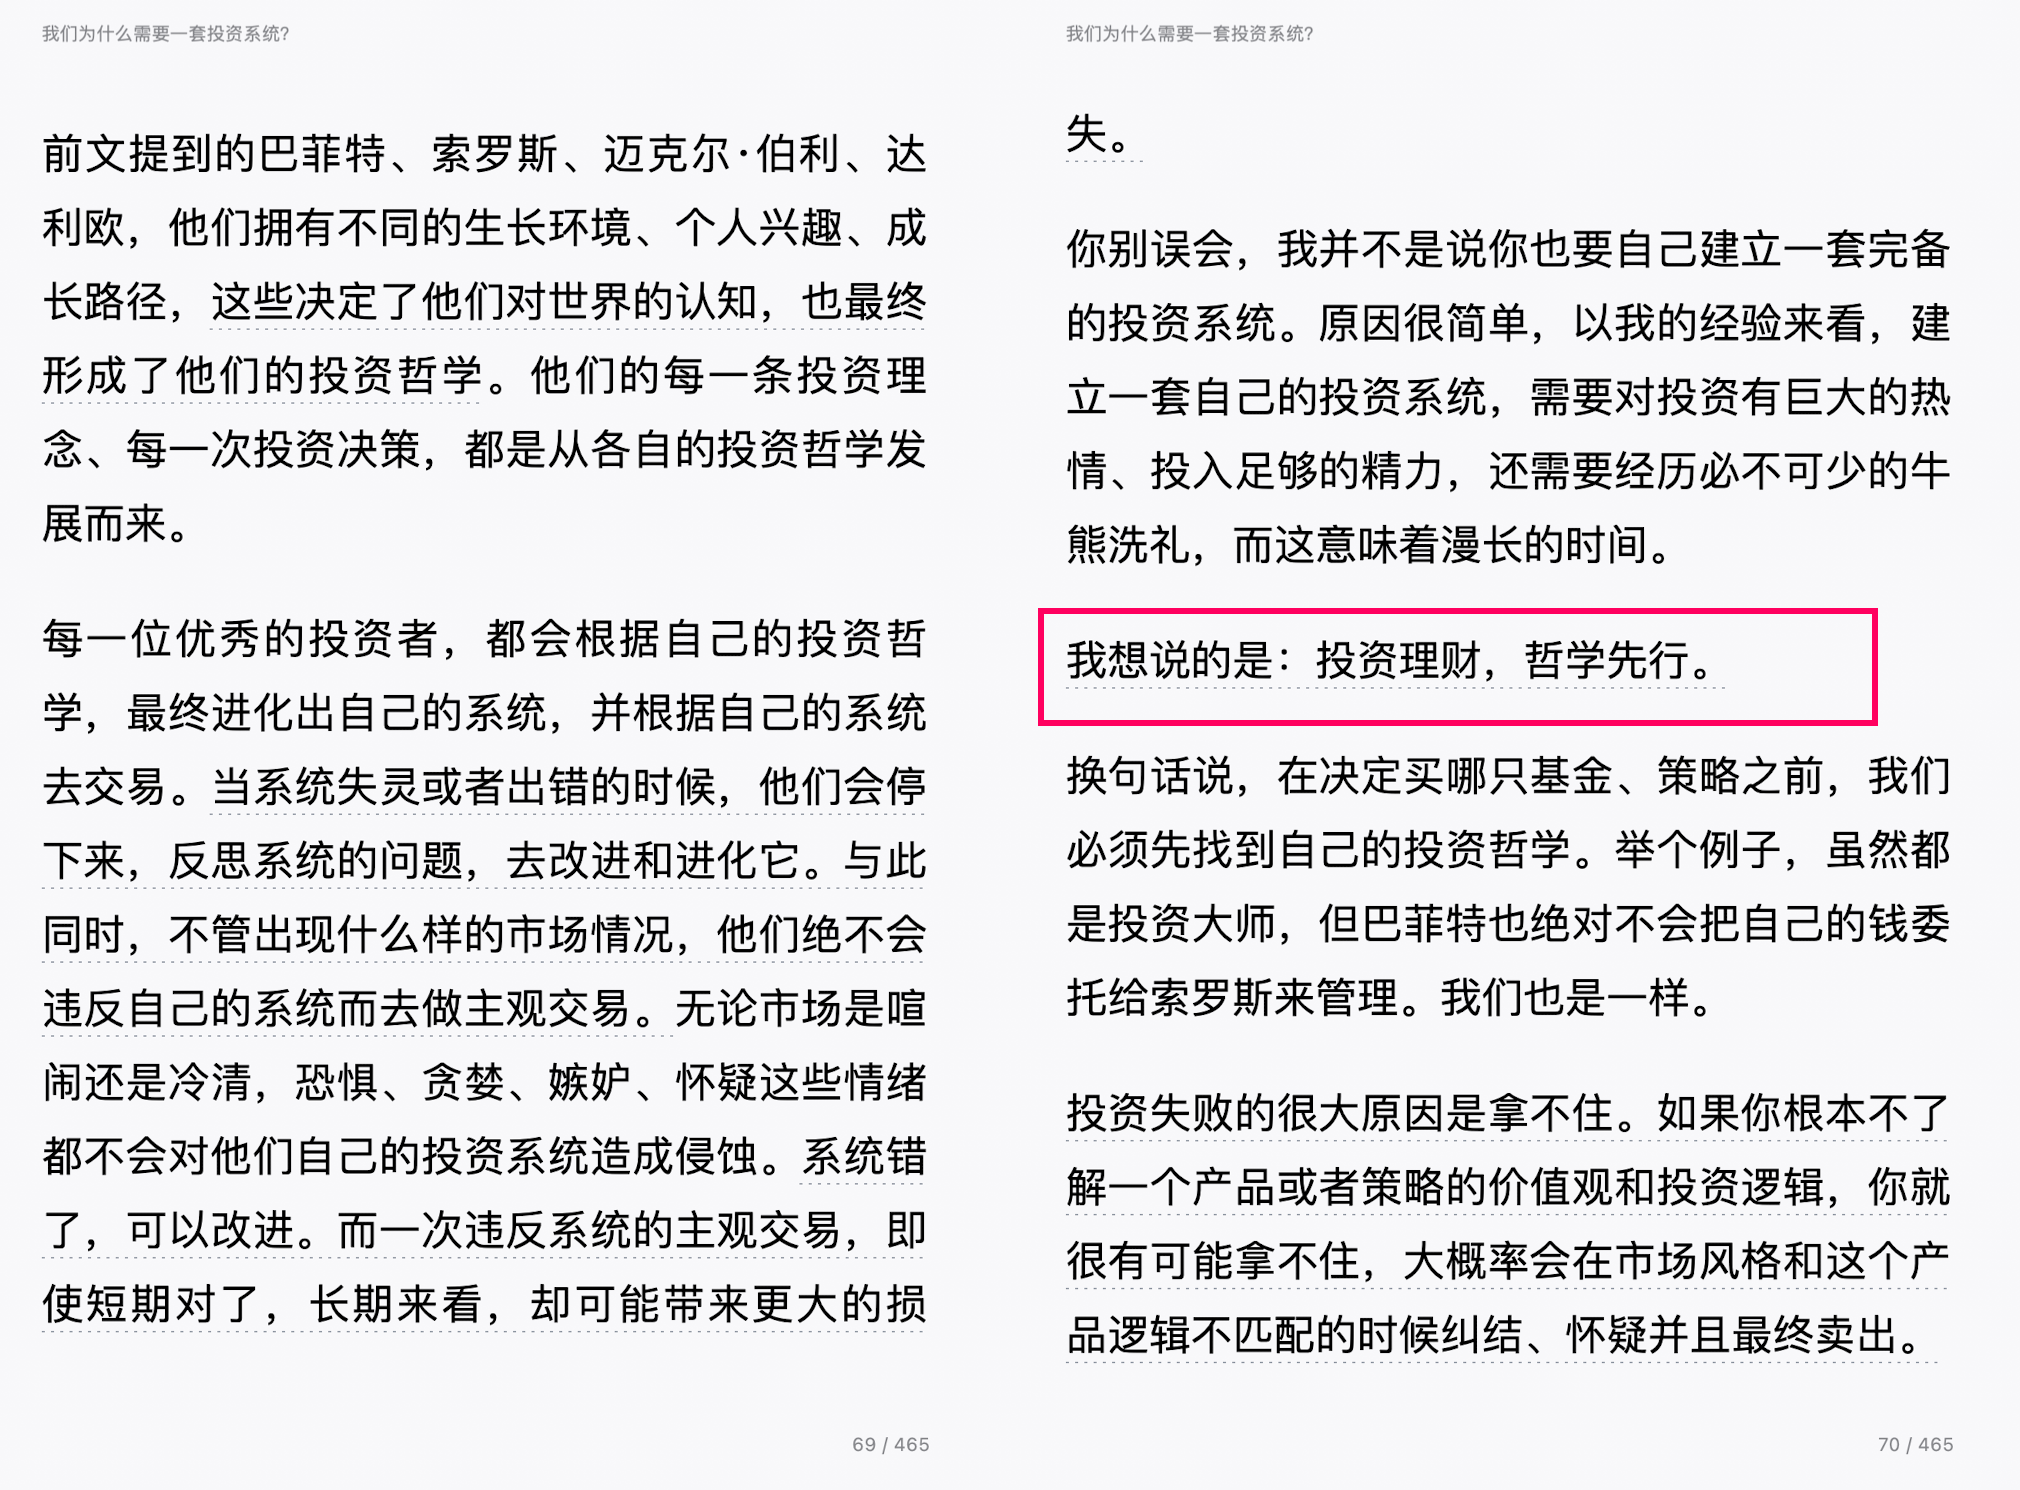 我们为什么需要一套投资系统?
前文提到的巴菲特、索罗斯、迈克尔·伯利、达
利欧，他们拥有不同的生长环境、个人兴趣、成
长路径，这些决定了他们对世界的认知，也最终
形成了他们的投资哲学。他们的每一条投资理
念、每一次投资决策，都是从各自的投资哲学发
展而来。
每一位优秀的投资者，都会根据自己的投资哲
学，最终进化出自己的系统，并根据自己的系统
去交易。当系统失灵或者出错的时候，他们会停
下来，反思系统的问题，去改进和进化它。与此
同时，不管出现什么样的市场情况，他们绝不会
违反自己的系统而去做主观交易。无论市场是喧
闹还是冷清，恐惧、贪婪、嫉妒、怀疑这些情绪
都不会对他们自己的投资系统造成侵蚀。系统错
了，可以改进。而一次违反系统的主观交易，即
使短期对了，长期来看，却可能带来更大的损
69 / 465
我们为什么需要一套投资系统?
失。
你别误会，我并不是说你也要自己建立一套完备
的投资系统。原因很简单，以我的经验来看，建
立一套自己的投资系统，需要对投资有巨大的热
情、投入足够的精力，还需要经历必不可少的牛
熊洗礼，而这意味着漫长的时间。
我想说的是：投资理财，哲学先行。
换句话说，在决定买哪只基金、策略之前，我们
必须先找到自己的投资哲学。举个例子，虽然都
是投资大师，但巴菲特也绝对不会把自己的钱委
托给索罗斯来管理。我们也是一样。
投资失败的很大原因是拿不住。如果你根本不了
解一个产品或者策略的价值观和投资逻辑，你就
很有可能拿不住，大概率会在市场风格和这个产
品逻辑不匹配的时候纠结、怀疑并且最终卖出。
70 / 465